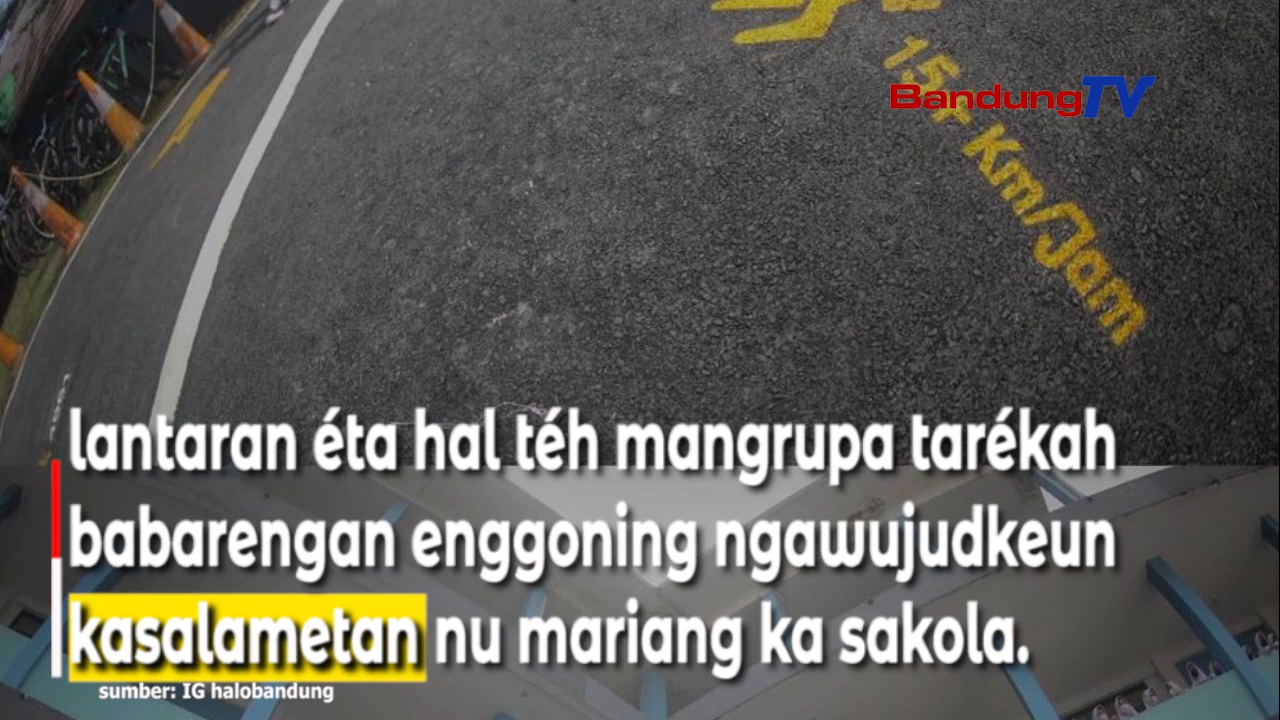 15+ Km/Jam
BandungTV
lantaran éta hal téh mangrupa tarékah
babarengan enggoning ngawujudkeun
kasalametan nu mariang ka sakola.
sumber: IG halobandung